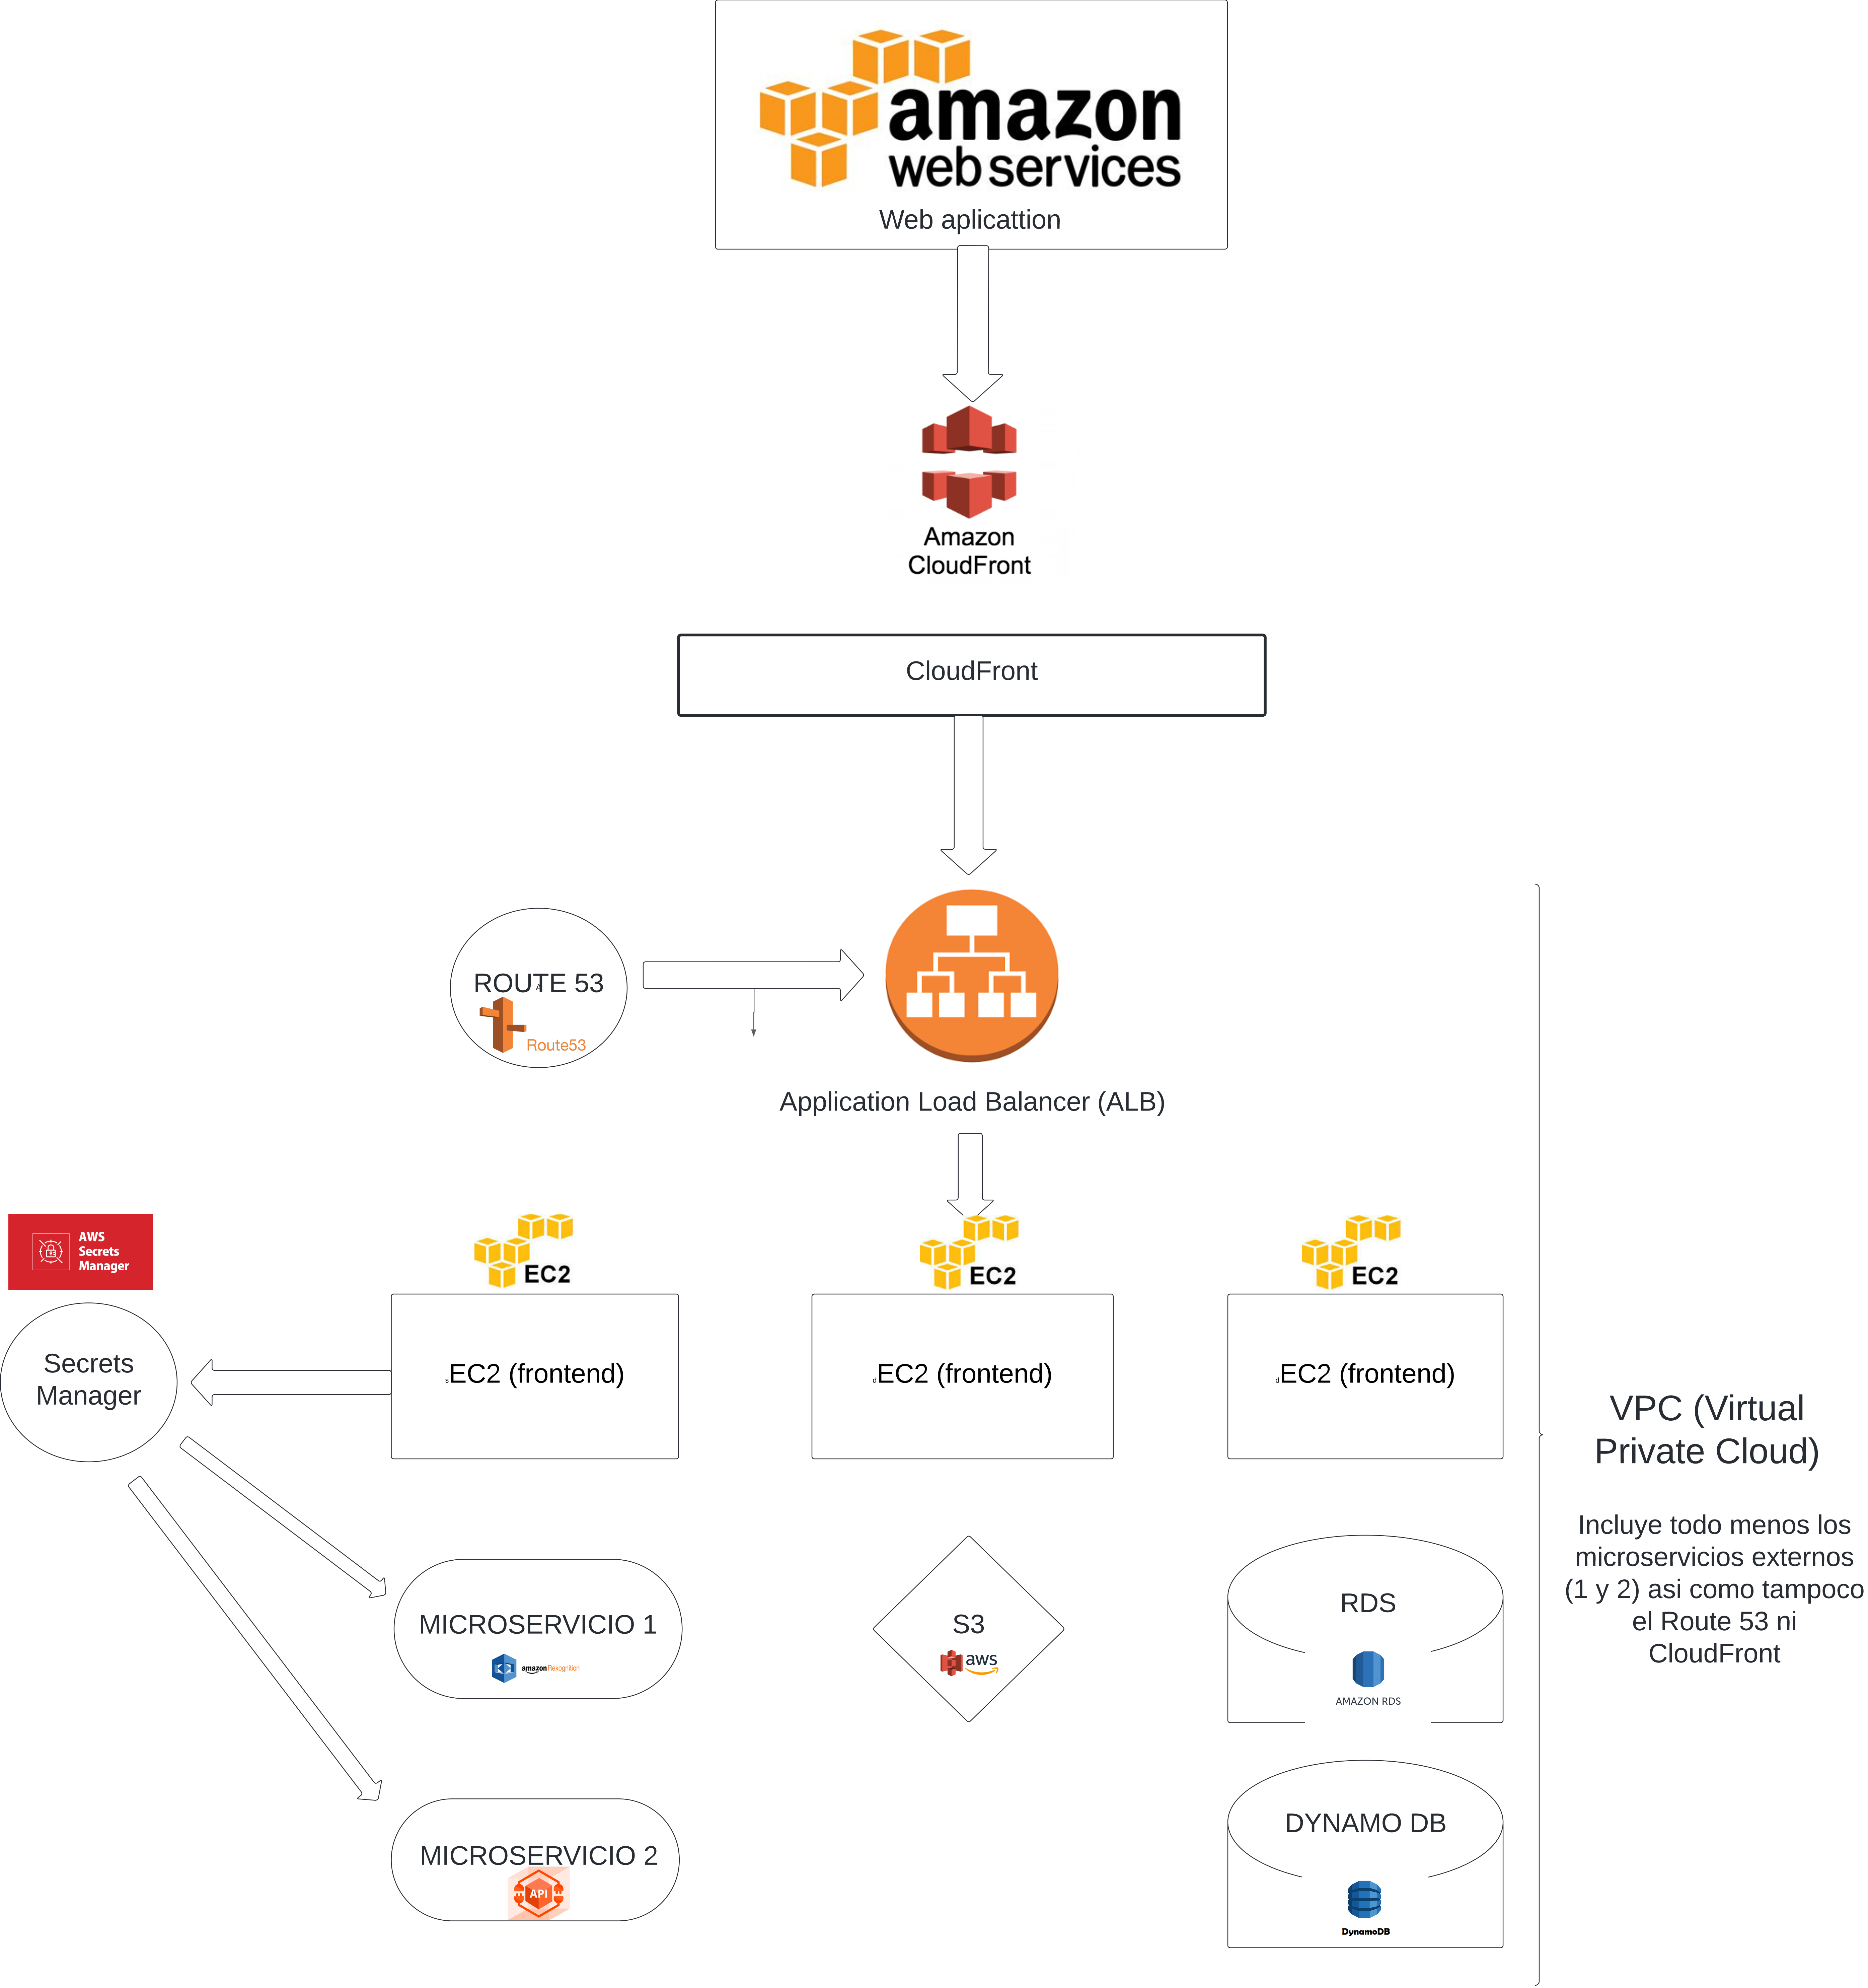 amazon
web services
Web aplicattion
Amazon
CloudFront
CloudFront
ROUTE 53
A
Route53
Application Load Balancer (ALB)
AWS
Secrets
Manager
EC2
EC2
EC2
Secrets
Manager
sEC2 (frontend)
dEC2 (frontend)
dEC2 (frontend)
VPC (Virtual
Private Cloud)
Incluye todo menos los
microservicios externos
(1 y 2) asi como tampoco
el Route 53 ni
CloudFront
MICROSERVICIO 1
amazon Rekognition
S3
aws
RDS
AMAZON RDS
MICROSERVICIO 2
API
DYNAMO DB
DynamoDB